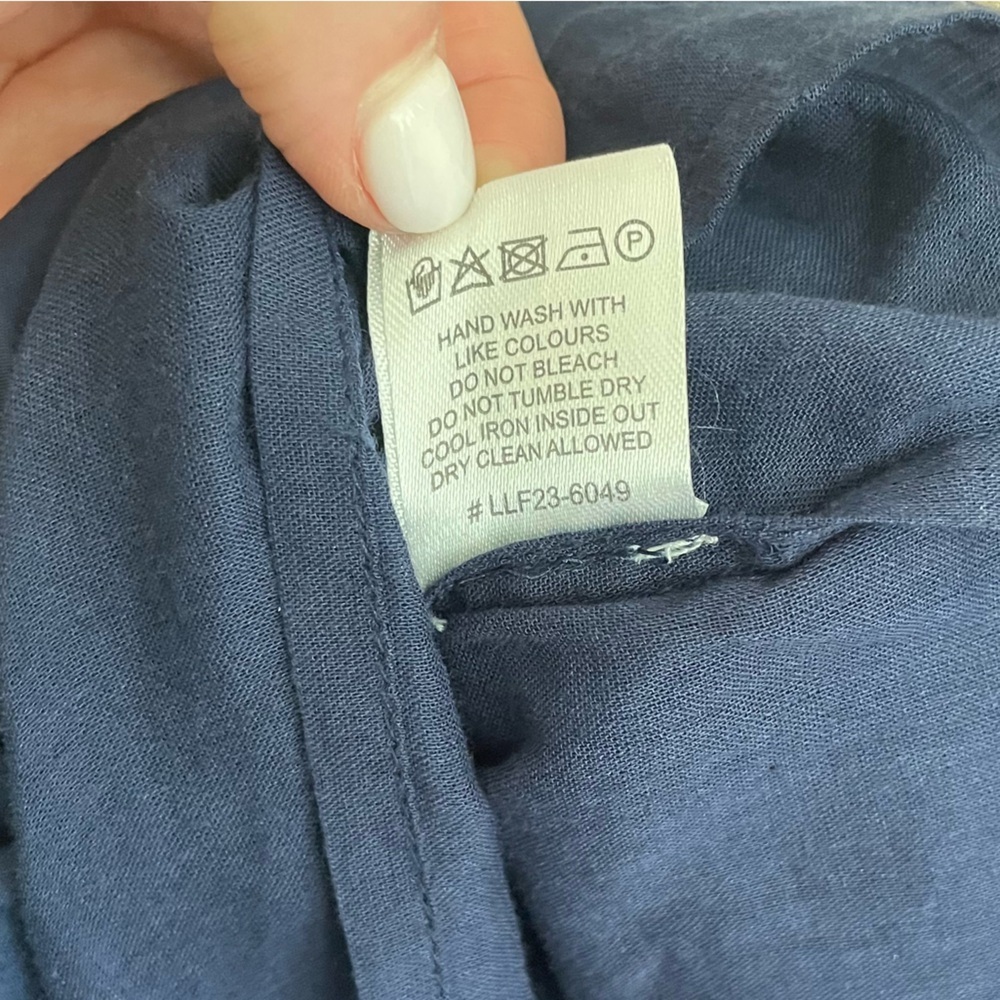 P
HAND WASH WITH
LIKE COLOURS
DO NOT BLEACH
DO NOT TUMBLE DRY
COOL IRON INSIDE OUT
DRY CLEAN ALLOWED
# LLF23-6049